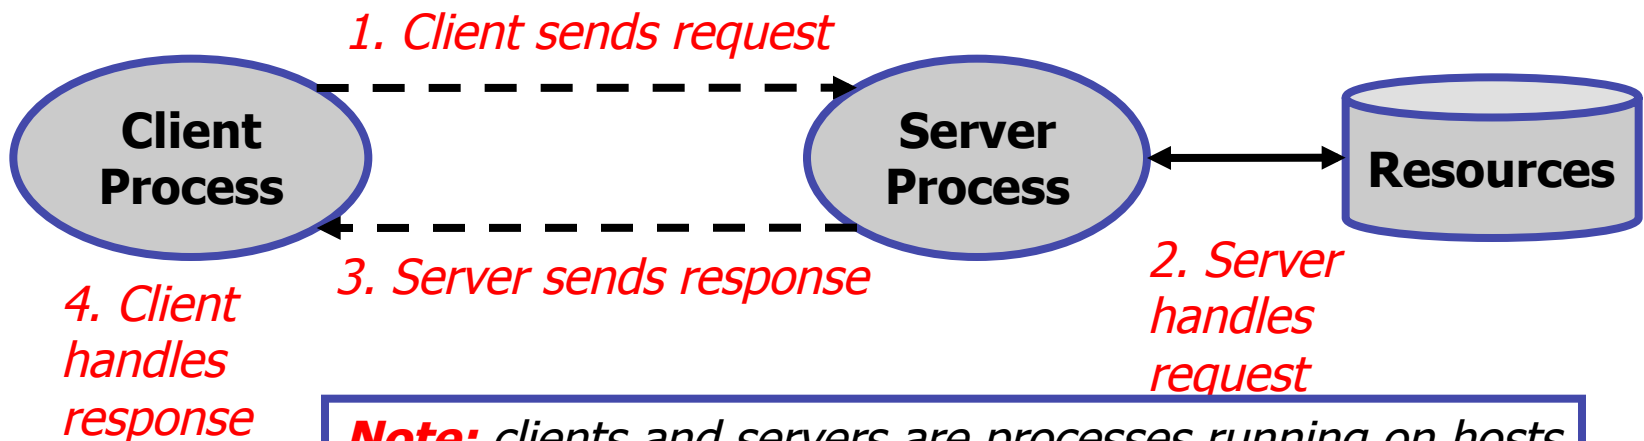 1. Client sends request
Client
Process
Server
Process
Resources
3. Server sends response
2. Server
handles
request
4. Client
handles
response
Note: clients and servers are processes running on hosts